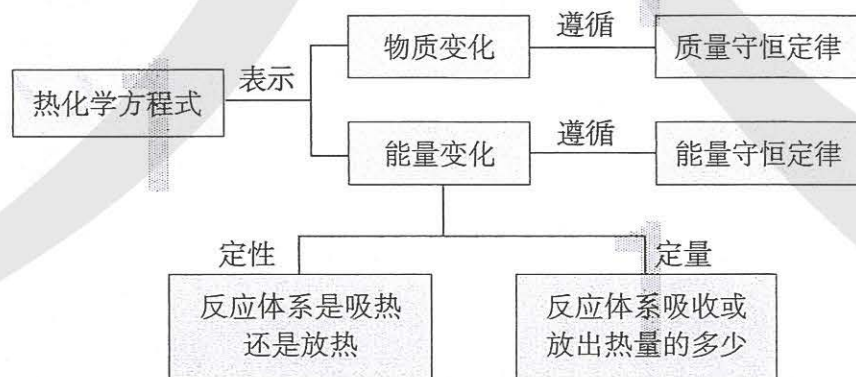 物质变化
遵循
质量守恒定律
热化学方程式
表示
能量变化
遵循
能量守恒定律
定性
定量
反应体系是吸热
还是放热
反应体系吸收或
放出热量的多少